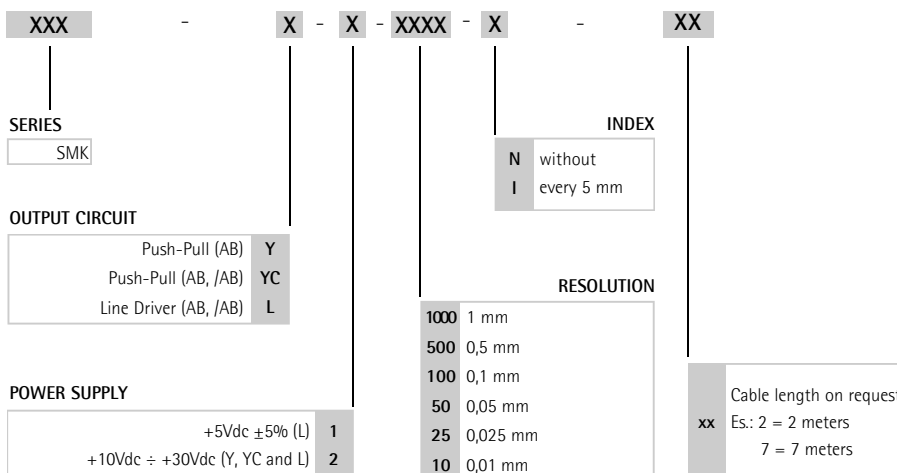 XXX - X - X - XXXX - X - XX
SERIES
SMK
INDEX
N without
I every 5 mm
OUTPUT CIRCUIT
Push-Pull (AB) Y
Push-Pull (AB, /AB) YC
Line Driver (AB, /AB) L
RESOLUTION
1000 1 mm
500 0,5 mm
100 0,1 mm
50 0,05 mm
25 0,025 mm
10 0,01 mm
POWER SUPPLY
+5Vdc ±5% (L) 1
+10Vdc ÷ +30Vdc (Y, YC and L) 2
Cable length on request
xx Es.: 2 = 2 meters
7 = 7 meters